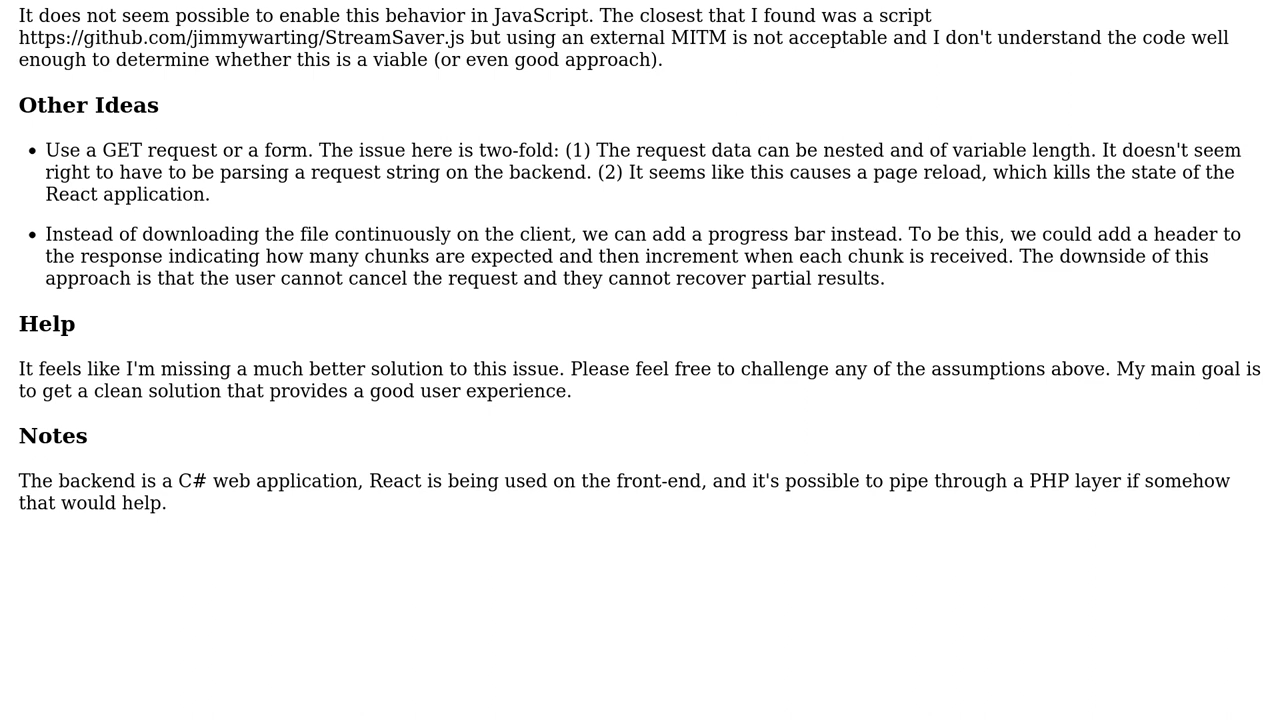 It does not seem possible to enable this behavior in JavaScript. The closest that I found was a script
https://github.com/jimmywarting/StreamSaver.js but using an external MITM is not acceptable and I don't understand the code well
enough to determine whether this is a viable (or even good approach).
Other Ideas
• Use a GET request or a form. The issue here is two-fold: (1) The request data can be nested and of variable length. It doesn't seem
right to have to be parsing a request string on the backend. (2) It seems like this causes a page reload, which kills the state of the
React application.
• Instead of downloading the file continuously on the client, we can add a progress bar instead. To be this, we could add a header to
the response indicating how many chunks are expected and then increment when each chunk is received. The downside of this
approach is that the user cannot cancel the request and they cannot recover partial results.
Help
It feels like I'm missing a much better solution to this issue. Please feel free to challenge any of the assumptions above. My main goal is
to get a clean solution that provides a good user experience.
Notes
The backend is a C# web application, React is being used on the front-end, and it's possible to pipe through a PHP layer if somehow
that would help.